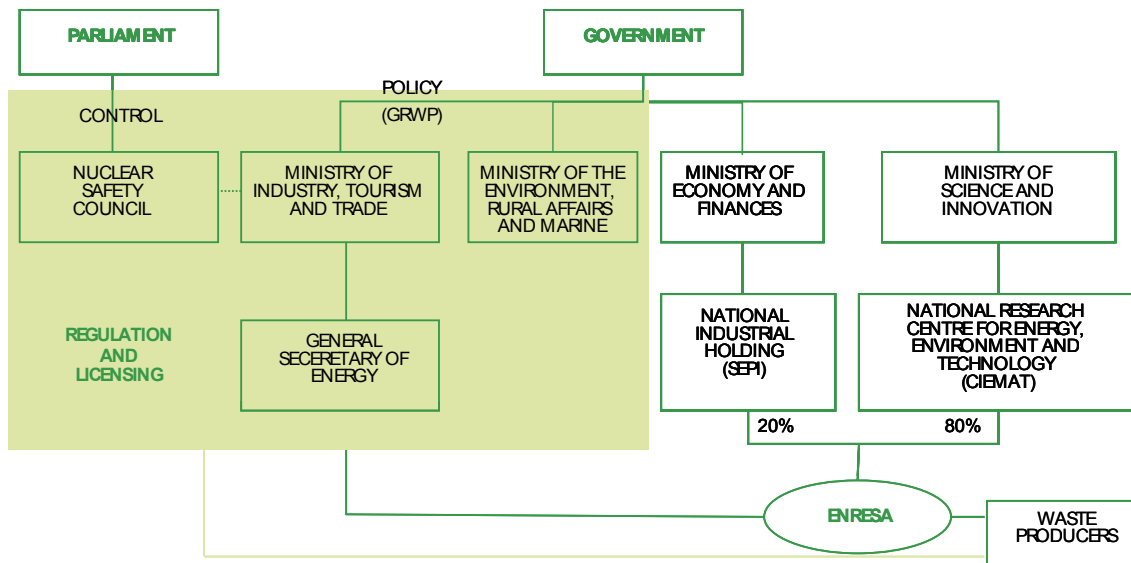 PARLIAMENT
GOVERNMENT
POLICY
(GRWP)
CONTROL
NUCLEAR
SAFETY
COUNCIL
MINISTRY OF
INDUSTRY, TOURISM
AND TRADE
MINISTRY OF THE
ENVIRONMENT,
RURAL AFFAIRS
AND MARINE
MINISTRY OF
ECONOMY AND
FINANCES
MINISTRY OF
SCIENCE AND
INNOVATION
REGULATION
AND
LICENSING
GENERAL
SECERETARY OF
ENERGY
NATIONAL
INDUSTRIAL
HOLDING
(SEPI)
NATIONAL RESEARCH
CENTRE FOR ENERGY,
ENVIRONMENT AND
TECHNOLOGY
(CIEMAT)
20%
80%
ENRESA
WASTE
PRODUCERS